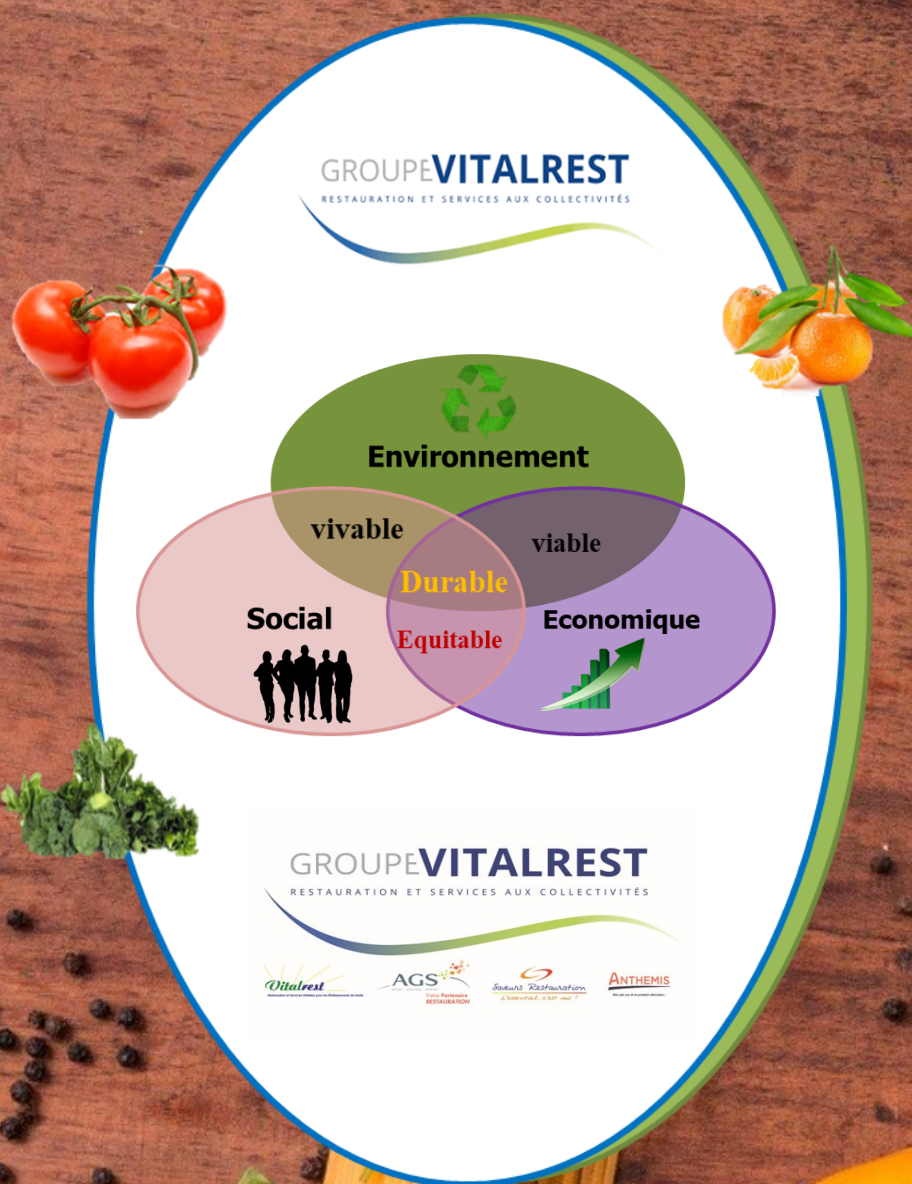 GROUPEVITALREST
RESTAURATION ET SERVICES AUX COLLECTIVITÉS
Environnement
vivable
viable
Durable
Social
Economique
Equitable
GROUPEVITALREST
RESTAURATION ET SERVICES AUX COLLECTIVITÉS
Vitalrest
AGS
Votre Partenaire
RESTAURATION
Saveurs Restauration
L'essentiel c'est vous !
ANTHEMIS